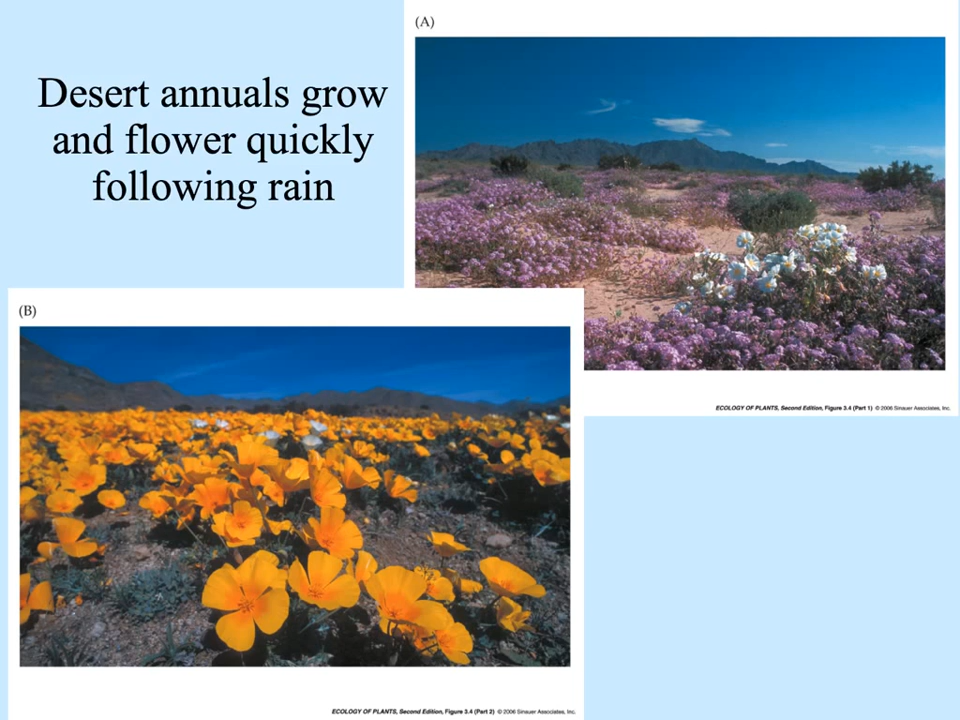 Desert annuals grow
and flower quickly
following rain
(A)
ECOLOGY OF PLANTS, Second Edition, Figure 3.4 (Part 1) © 2006 Sinauer Associates, Inc.
(B)
ECOLOGY OF PLANTS, Second Edition, Figure 3.4 (Part 2) © 2006 Sinauer Associates, Inc.